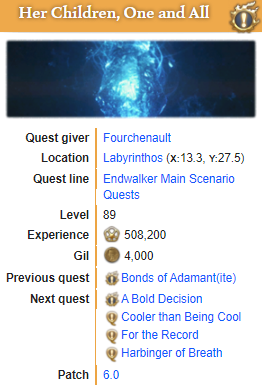 Her Children, One and All
Quest giver Fourchenault
Location Labyrinthos (x:13.3, y:27.5)
Quest line Endwalker Main Scenario
Quests
Level 89
Experience 508,200
Gil 4,000
Previous quest Bonds of Adamant(ite)
Next quest A Bold Decision
Cooler than Being Cool
For the Record
Harbinger of Breath
Patch 6.0